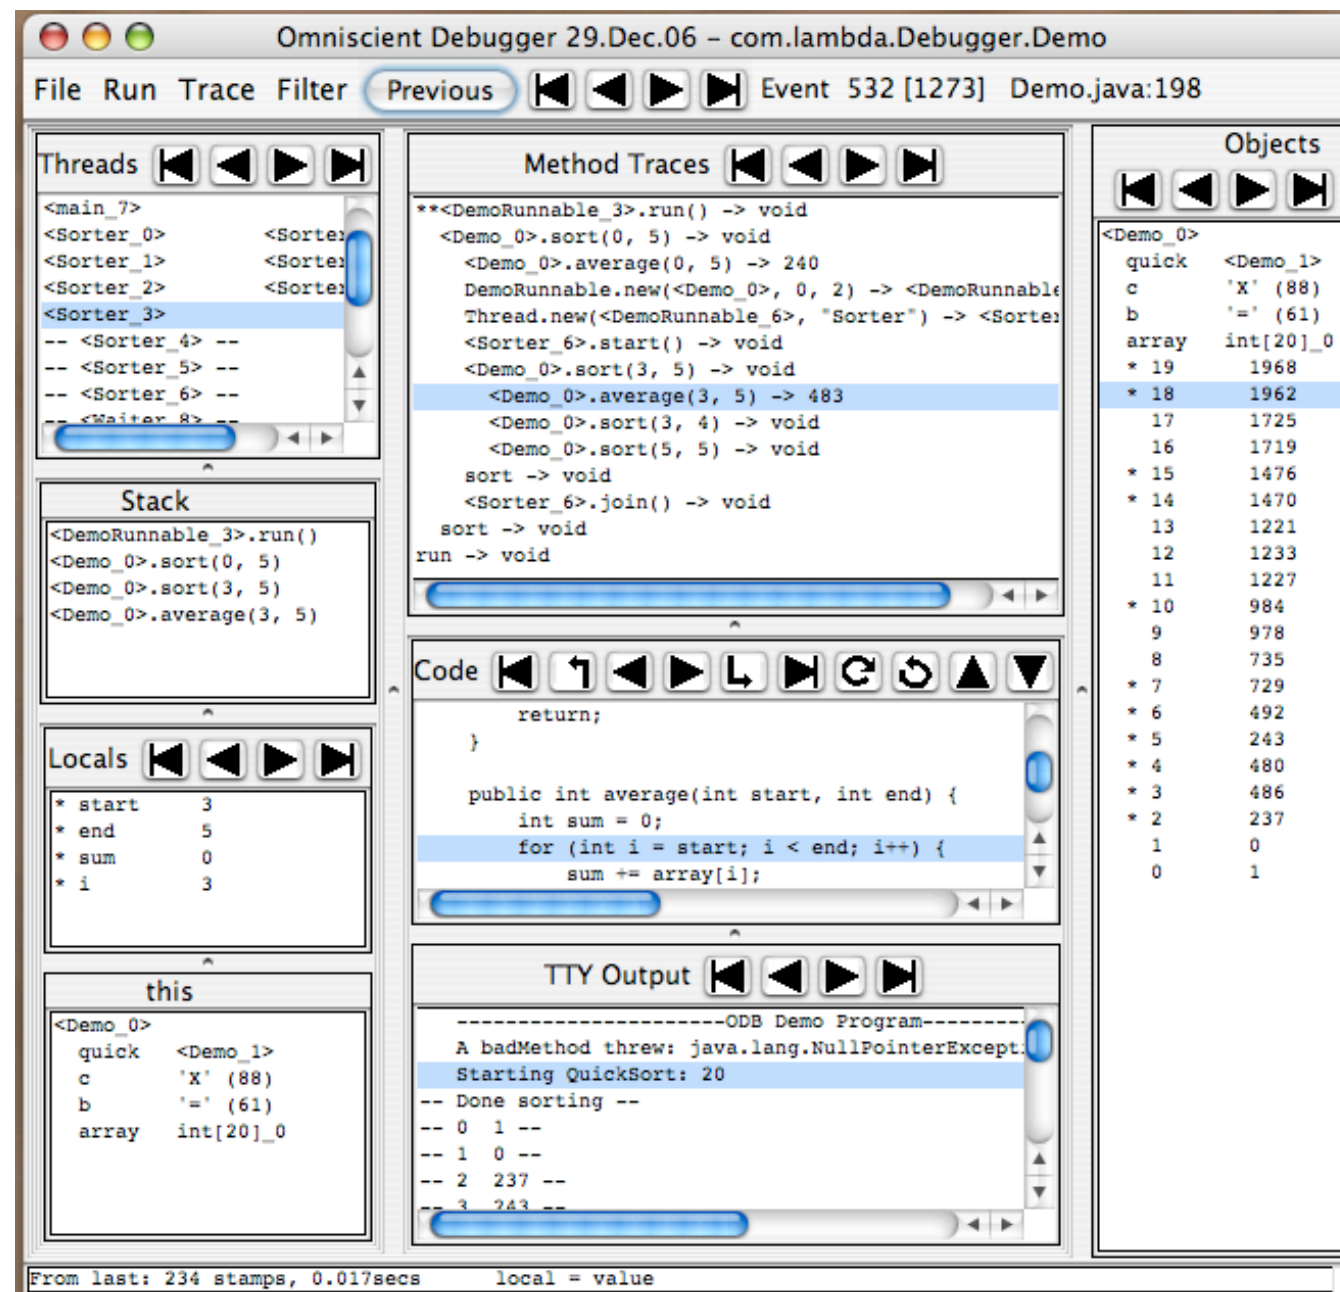 Omniscient Debugger 29.Dec.06 – com.lambda.Debugger.Demo
File Run Trace Filter Previous Event 532 [1273] Demo.java:198
Threads
<main_7>
<Sorter_0> <Sorter
<Sorter_1> <Sorter
<Sorter_2> <Sorter
<Sorter_3>
-- <Sorter_4> --
-- <Sorter_5> --
-- <Sorter_6> --
-- <Waiter_8> --
Stack
<DemoRunnable_3>.run()
<Demo_0>.sort(0, 5)
<Demo_0>.sort(3, 5)
<Demo_0>.average(3, 5)
Locals
* start 3
* end 5
* sum 0
* i 3
this
<Demo_0>
quick <Demo_1>
c 'X' (88)
b '=' (61)
array int[20]_0
Method Traces
**<DemoRunnable_3>.run() -> void
<Demo_0>.sort(0, 5) -> void
<Demo_0>.average(0, 5) -> 240
DemoRunnable.new(<Demo_0>, 0, 2) -> <DemoRunnable
Thread.new(<DemoRunnable_6>, "Sorter") -> <Sorter
<Sorter_6>.start() -> void
<Demo_0>.sort(3, 5) -> void
<Demo_0>.average(3, 5) -> 483
<Demo_0>.sort(3, 4) -> void
<Demo_0>.sort(5, 5) -> void
sort -> void
<Sorter_6>.join() -> void
sort -> void
run -> void
Code
return;
}
public int average(int start, int end) {
int sum = 0;
for (int i = start; i < end; i++) {
sum += array[i];
TTY Output
----------------------ODB Demo Program---------
A badMethod threw: java.lang.NullPointerExcepti
Starting QuickSort: 20
-- Done sorting --
-- 0 1 --
-- 1 0 --
-- 2 237 --
-- 3 243 --
Objects
<Demo_0>
quick <Demo_1>
c 'X' (88)
b '=' (61)
array int[20]_0
* 19 1968
* 18 1962
17 1725
16 1719
* 15 1476
* 14 1470
13 1221
12 1233
11 1227
* 10 984
9 978
8 735
* 7 729
* 6 492
* 5 243
* 4 480
* 3 486
* 2 237
1 0
0 1
From last: 234 stamps, 0.017secs local = value